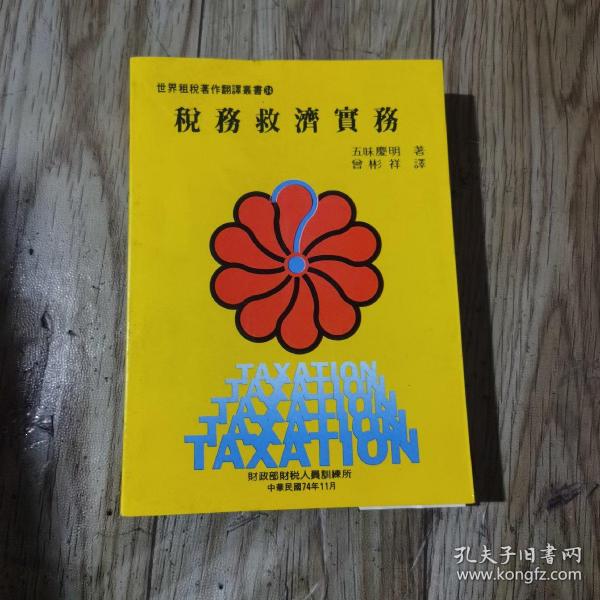 世界租稅著作翻譯叢書34
稅務救濟實務
五味慶明 著
曾彬祥 譯
TAXATION
TAXATION
TAXATION
TAXATION
TAXATION
財政部財稅人員訓練所
中華民國74年11月
孔夫子旧书网
www.kongfz.com